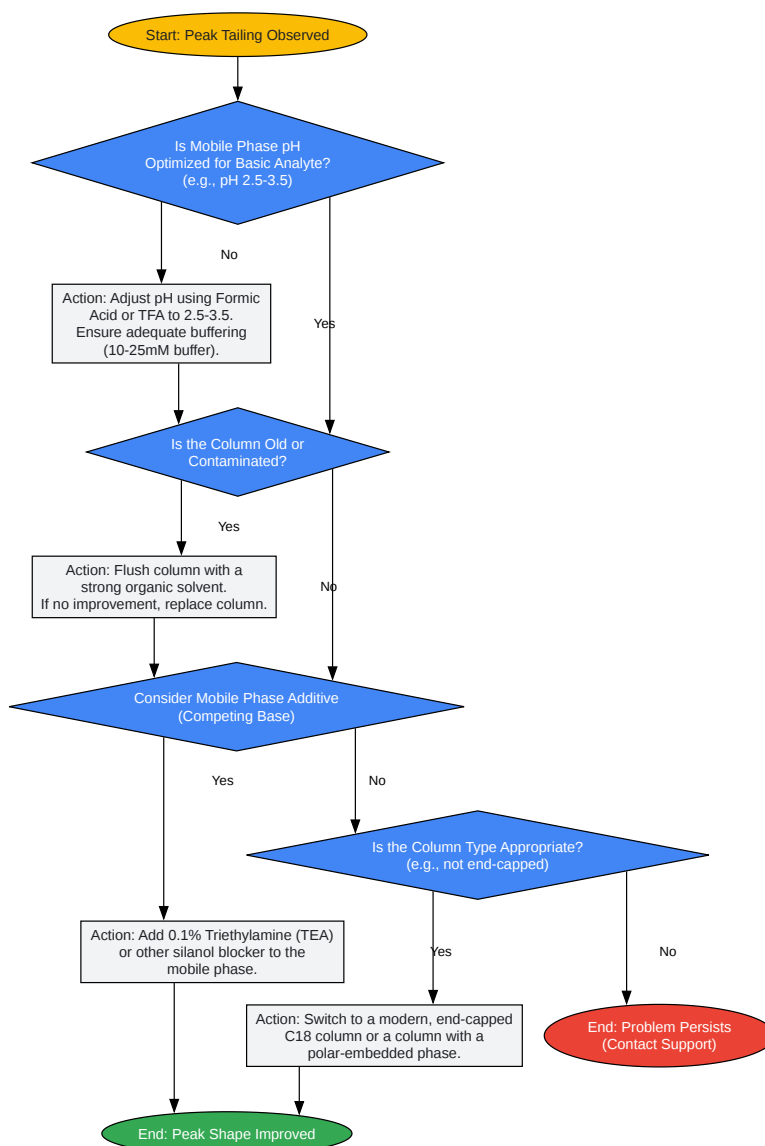 Start: Peak Tailing Observed
Is Mobile Phase pH
Optimized for Basic Analyte?
(e.g., pH 2.5-3.5)
No
Action: Adjust pH using Formic
Acid or TFA to 2.5-3.5.
Ensure adequate buffering
(10-25mM buffer).
Yes
Is the Column Old or
Contaminated?
Yes
Action: Flush column with a
strong organic solvent.
If no improvement, replace column.
No
Consider Mobile Phase Additive
(Competing Base)
Yes
No
Is the Column Type Appropriate?
(e.g., not end-capped)
Action: Add 0.1% Triethylamine (TEA)
or other silanol blocker to the
mobile phase.
Yes
No
Action: Switch to a modern, end-capped
C18 column or a column with a
polar-embedded phase.
End: Problem Persists
(Contact Support)
End: Peak Shape Improved